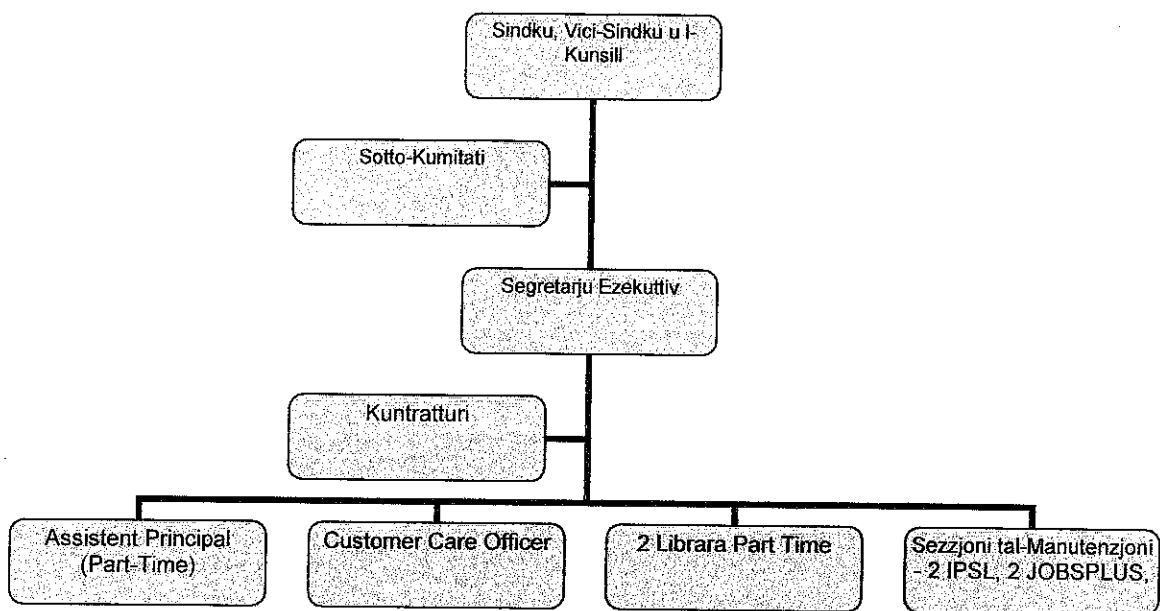 Sindku, Vici-Sindku u l-
Kunsill
Sotto-Kumitati
Segretarju Ezekuttiv
Kuntratturi
Assistent Principal
(Part-Time)
Customer Care Officer
2 Librara Part Time
Sezzjoni tal-Manutenzjoni
- 2 IPSL, 2 JOBSPLUS,